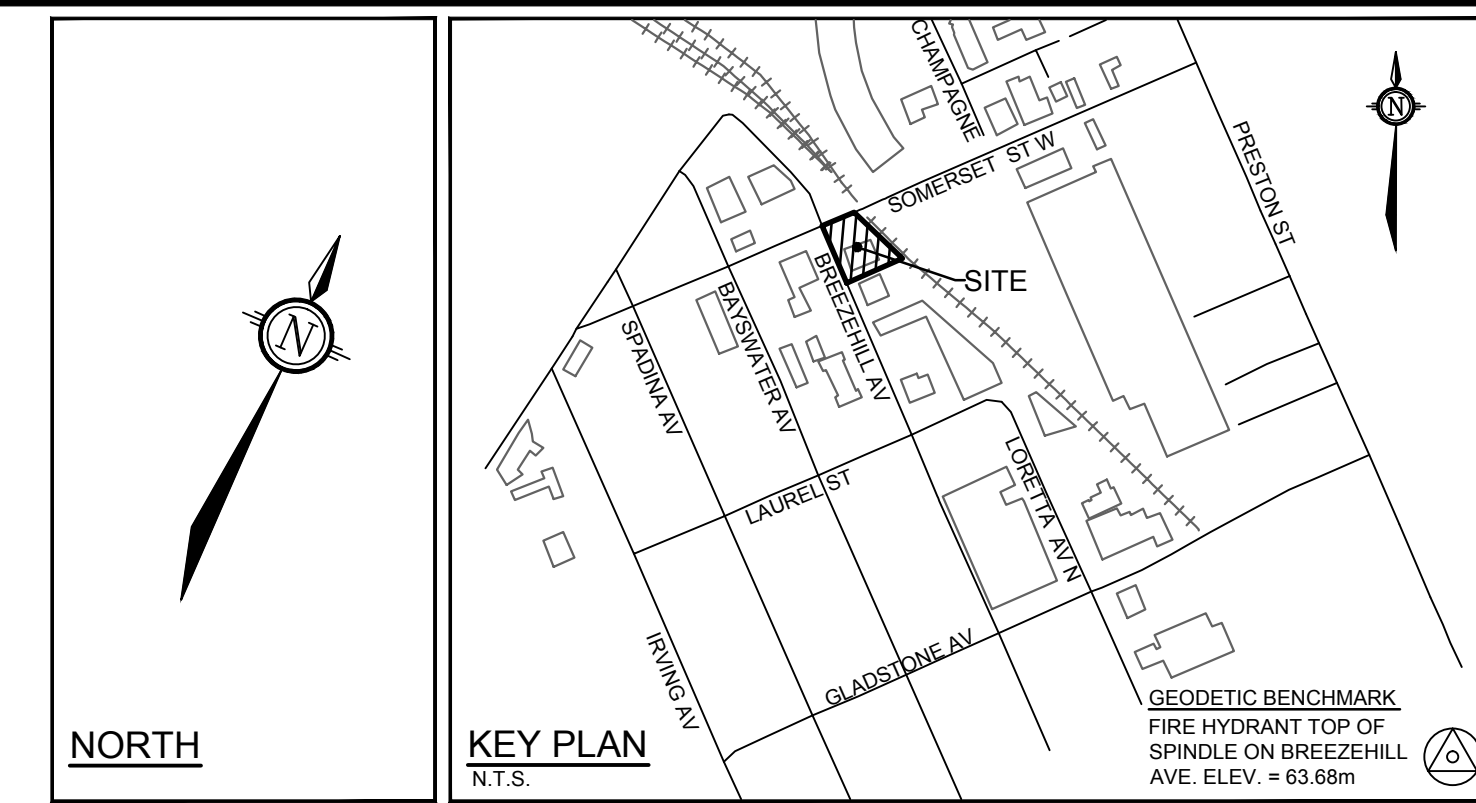 N
NORTH
CHAMPAGNE
N
SOMERSET ST W
PRESTON ST
SITE
BREEZEHILL AV
BAYSWATER AV
SPADINA AV
LORETTA AV N
LAUREL ST
IRVING AV
GLADSTONE AV
KEY PLAN
N.T.S.
GEODETIC BENCHMARK
FIRE HYDRANT TOP OF
SPINDLE ON BREEZEHILL
AVE. ELEV. = 63.68m